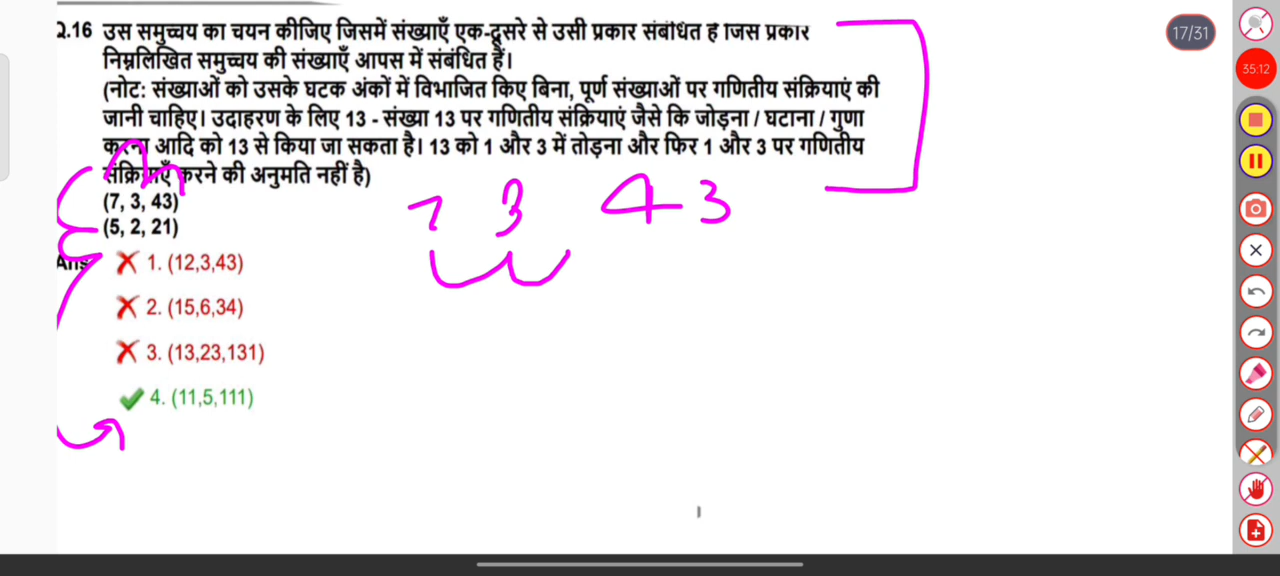 17/31
35:12
Q.16 उस समुच्चय का चयन कीजिए जिसमें संख्याएँ एक-दूसरे से उसी प्रकार संबंधित हैं जिस प्रकार
निम्नलिखित समुच्चय की संख्याएँ आपस में संबंधित हैं।
(नोट: संख्याओं को उसके घटक अंकों में विभाजित किए बिना, पूर्ण संख्याओं पर गणितीय संक्रियाएं की
जानी चाहिए। उदाहरण के लिए 13 - संख्या 13 पर गणितीय संक्रियाएं जैसे कि जोड़ना / घटाना / गुणा
करना आदि को 13 से किया जा सकता है। 13 को 1 और 3 में तोड़ना और फिर 1 और 3 पर गणितीय
संक्रियाएँ करने की अनुमति नहीं है)
(7, 3, 43)
(5, 2, 21)
7 3 43
Ans
1. (12,3,43)
2. (15,6,34)
3. (13,23,131)
4. (11,5,111)